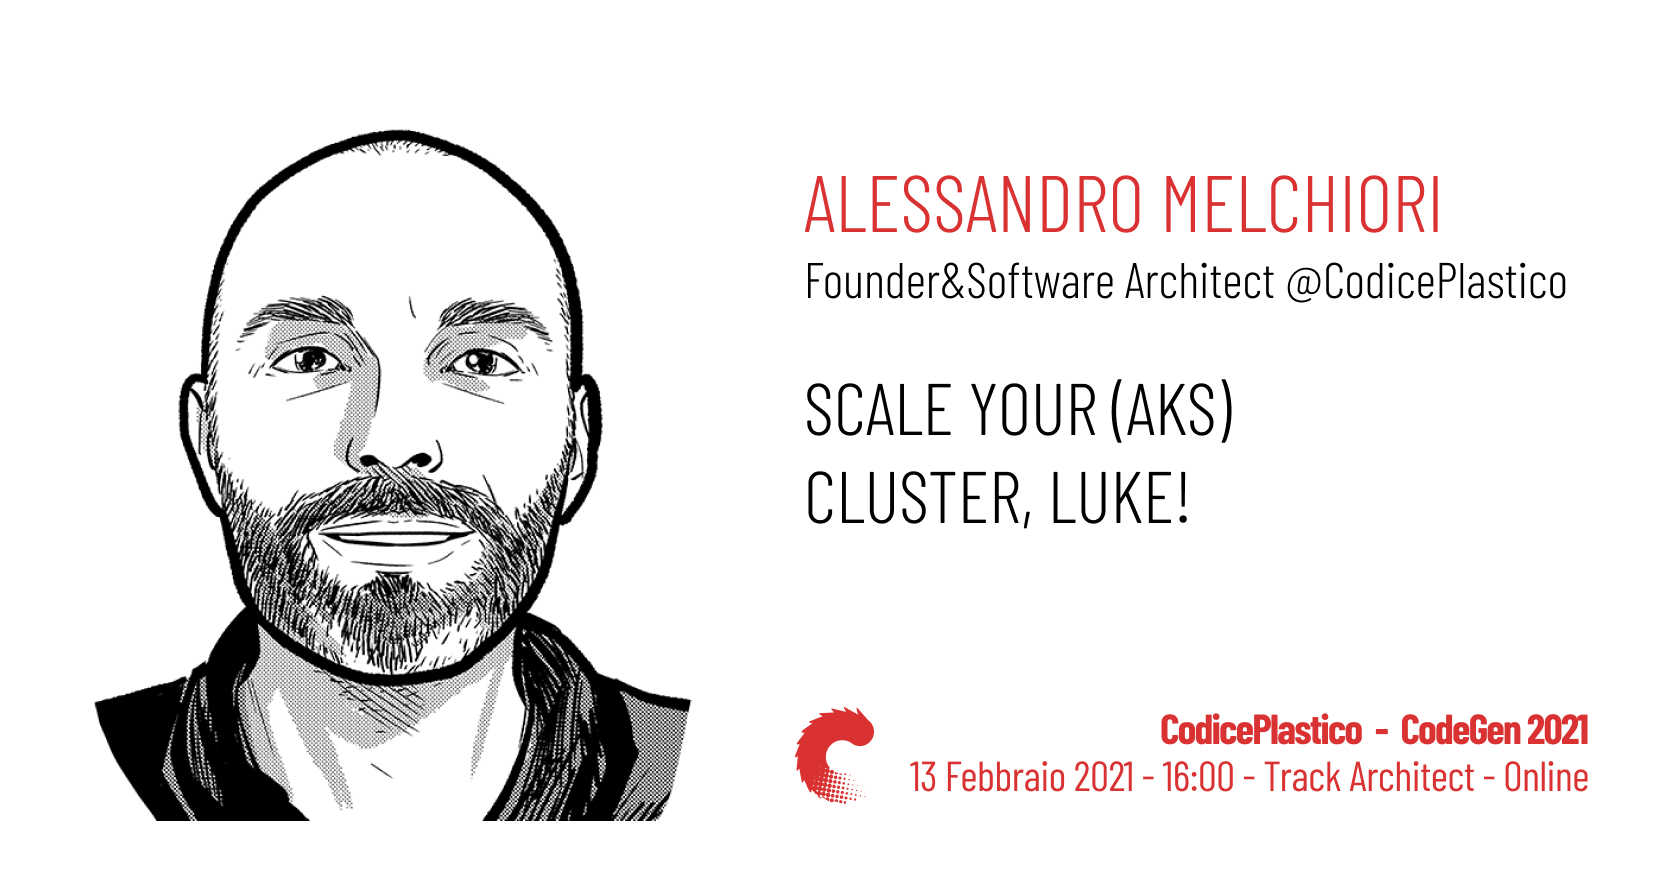 ALESSANDRO MELCHIORI
Founder&Software Architect @CodicePlastico
SCALE YOUR (AKS)
CLUSTER, LUKE!
CodicePlastico - CodeGen 2021
13 Febbraio 2021 - 16:00 - Track Architect - Online